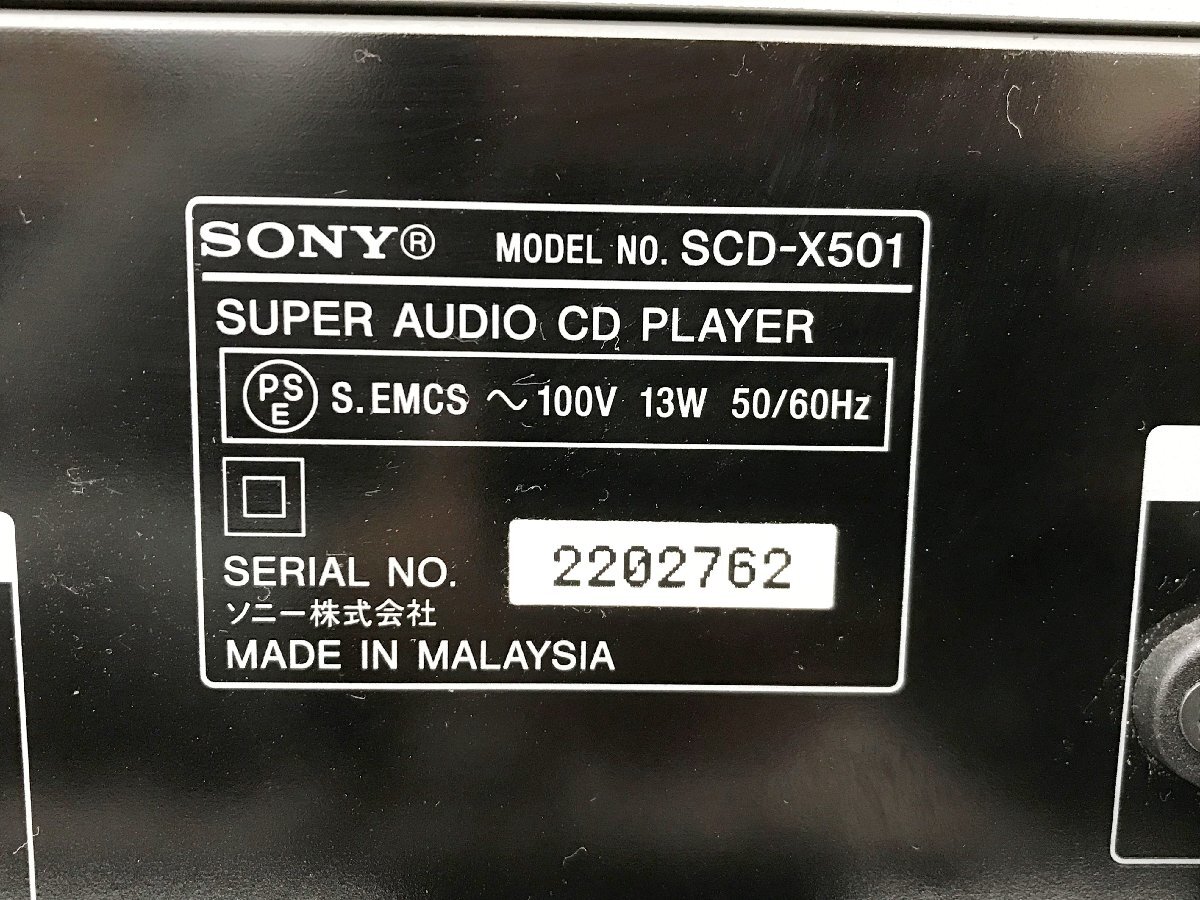 SONY® MODEL NO. SCD-X501
SUPER AUDIO CD PLAYER
PSE S.EMCS ~ 100V 13W 50/60Hz
SERIAL NO. 2202762
ソニー株式会社
MADE IN MALAYSIA